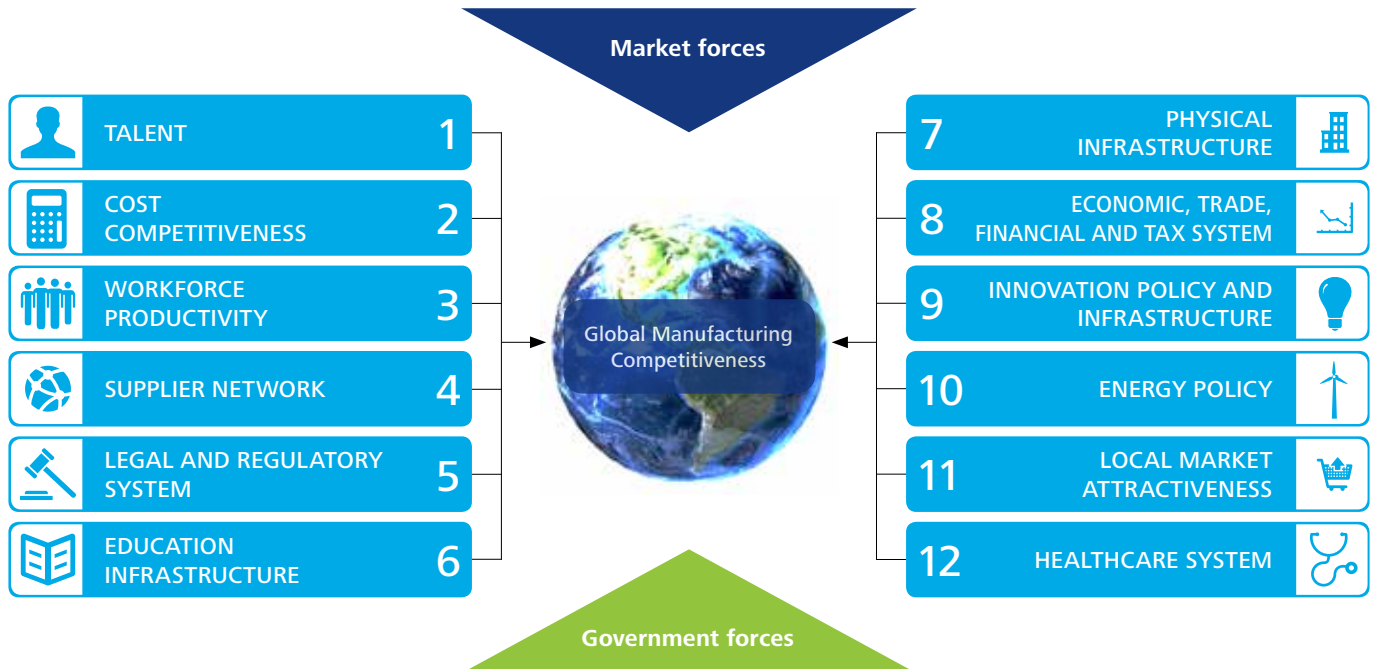 Market forces
TALENT
1
COST
COMPETITIVENESS
2
WORKFORCE
PRODUCTIVITY
3
SUPPLIER NETWORK
4
LEGAL AND REGULATORY
SYSTEM
5
EDUCATION
INFRASTRUCTURE
6
Global Manufacturing
Competitiveness
7
PHYSICAL
INFRASTRUCTURE
8
ECONOMIC, TRADE,
FINANCIAL AND TAX SYSTEM
9
INNOVATION POLICY AND
INFRASTRUCTURE
10
ENERGY POLICY
11
LOCAL MARKET
ATTRACTIVENESS
12
HEALTHCARE SYSTEM
Government forces